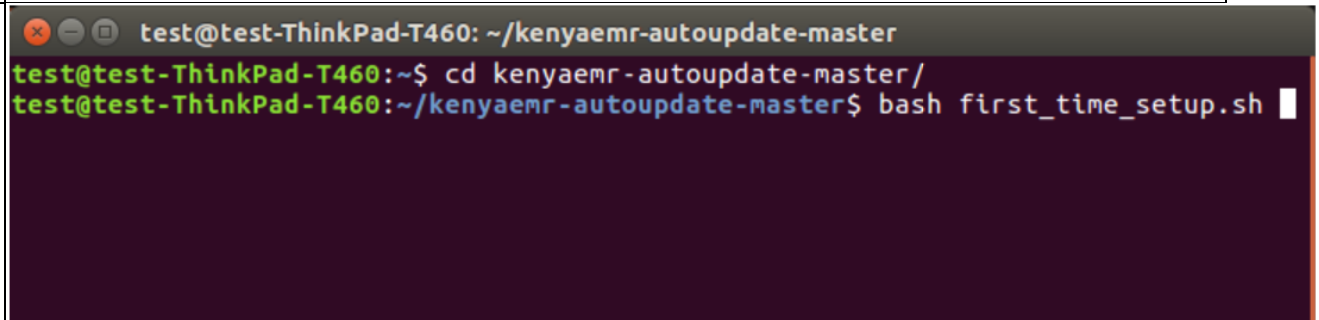 test@test-ThinkPad-T460: ~/kenyaemr-autoupdate-master
test@test-ThinkPad-T460:~$ cd kenyaemr-autoupdate-master/
test@test-ThinkPad-T460:~/kenyaemr-autoupdate-master$ bash first_time_setup.sh